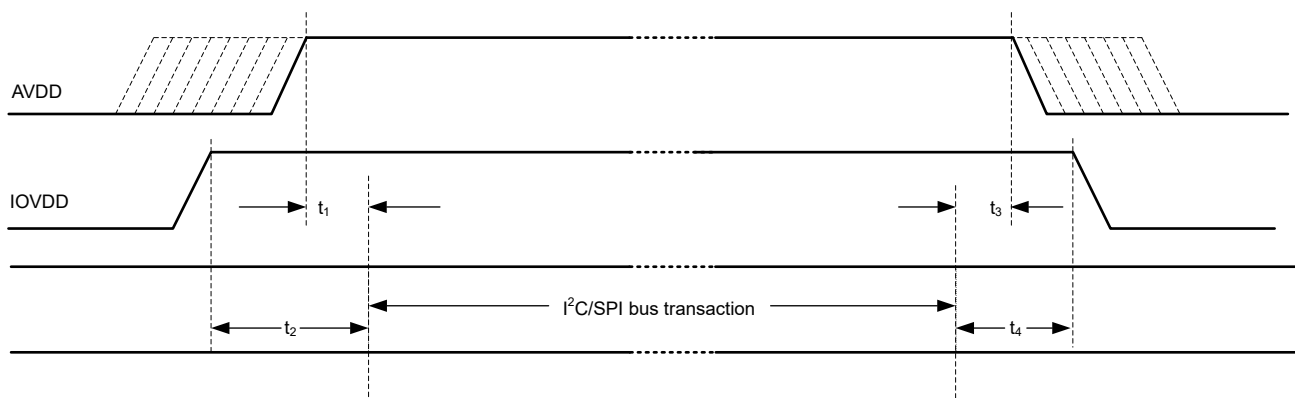 AVDD
IOVDD
t₁
t₃
I²C/SPI bus transaction
t₂
t₄